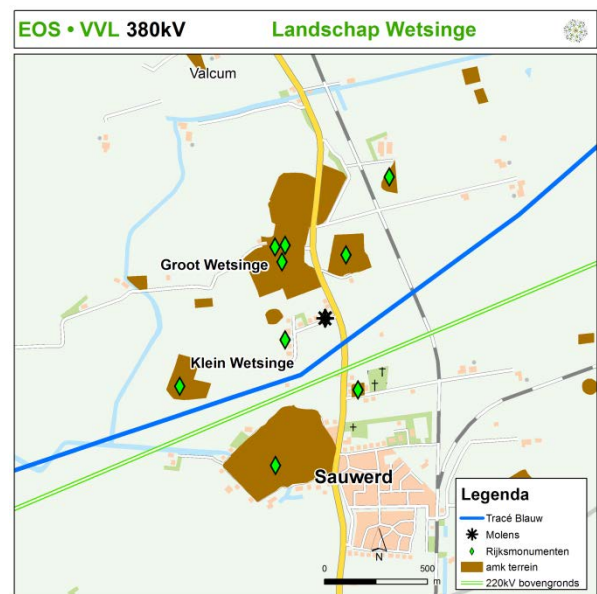 EOS • VVL 380kV Landschap Wetsinge
Valcum
Groot Wetsinge
Klein Wetsinge
Sauwerd
Legenda
Tracé Blauw
Molens
Rijksmonumenten
amk terrein
220kV bovengronds
N
0 500
m